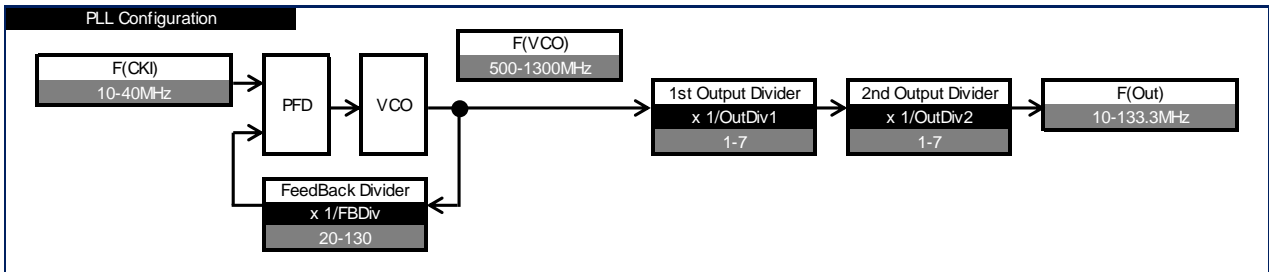 PLL Configuration
F(CKI)
10-40MHz
PFD
VCO
F(VCO)
500-1300MHz
1st Output Divider
x 1/OutDiv1
1-7
2nd Output Divider
x 1/OutDiv2
1-7
F(Out)
10-133.3MHz
FeedBack Divider
x 1/FBDiv
20-130